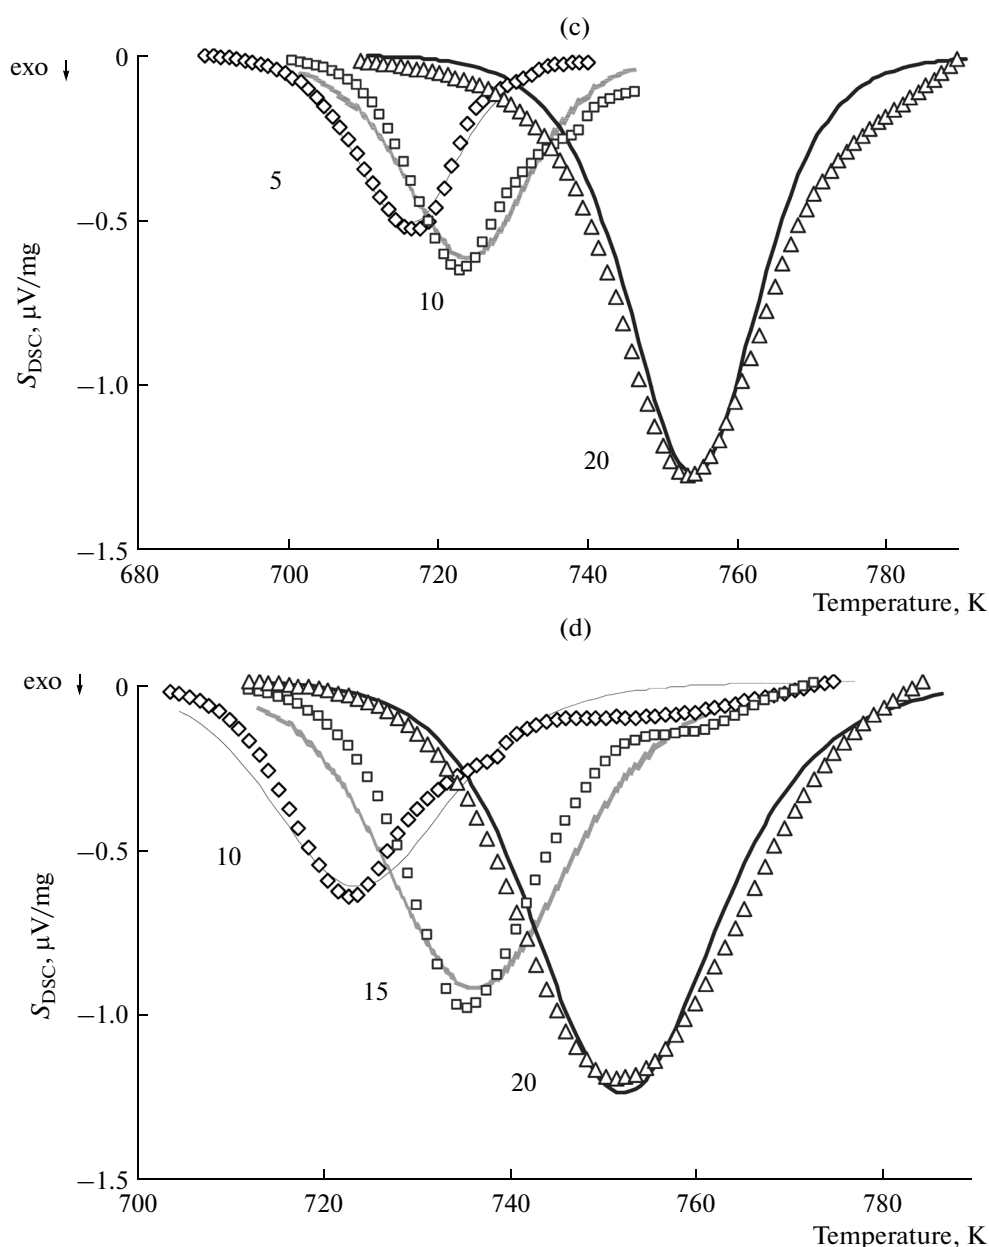 (c)
exo ↓
0
−0.5
−1.0
−1.5
S_DSC, μV/mg
5
10
20
680 700 720 740 760 780
Temperature, K
(d)
exo ↓
0
−0.5
−1.0
−1.5
S_DSC, μV/mg
10
15
20
700 720 740 760 780
Temperature, K